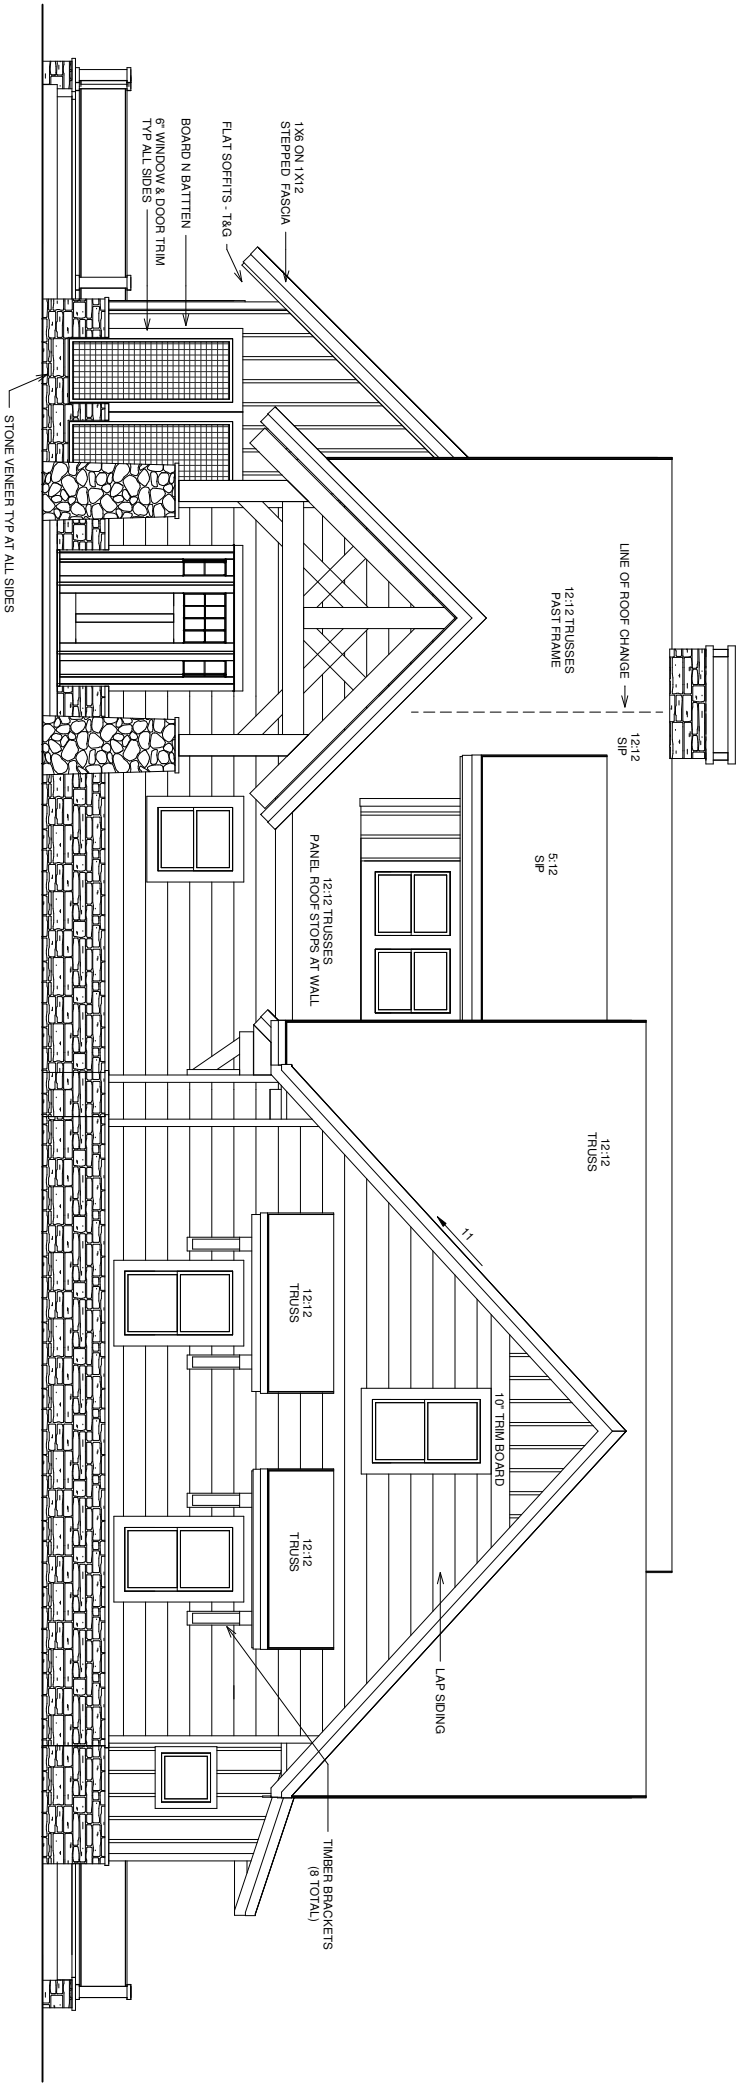 1X6 ON 1X12
STEPPED FASCIA
FLAT SOFFITS - T&G
BOARD N BATTTEN
6" WINDOW & DOOR TRIM
TYP ALL SIDES
STONE VENEER TYP AT ALL SIDES
LINE OF ROOF CHANGE
12:12 TRUSSES
PAST FRAME
12:12
SIP
5:12
SIP
12:12 TRUSSES
PANEL ROOF STOPS AT WALL
12:12
TRUSS
11
12:12
TRUSS
10" TRIM BOARD
12:12
TRUSS
LAP SIDING
TIMBER BRACKETS
(8 TOTAL)